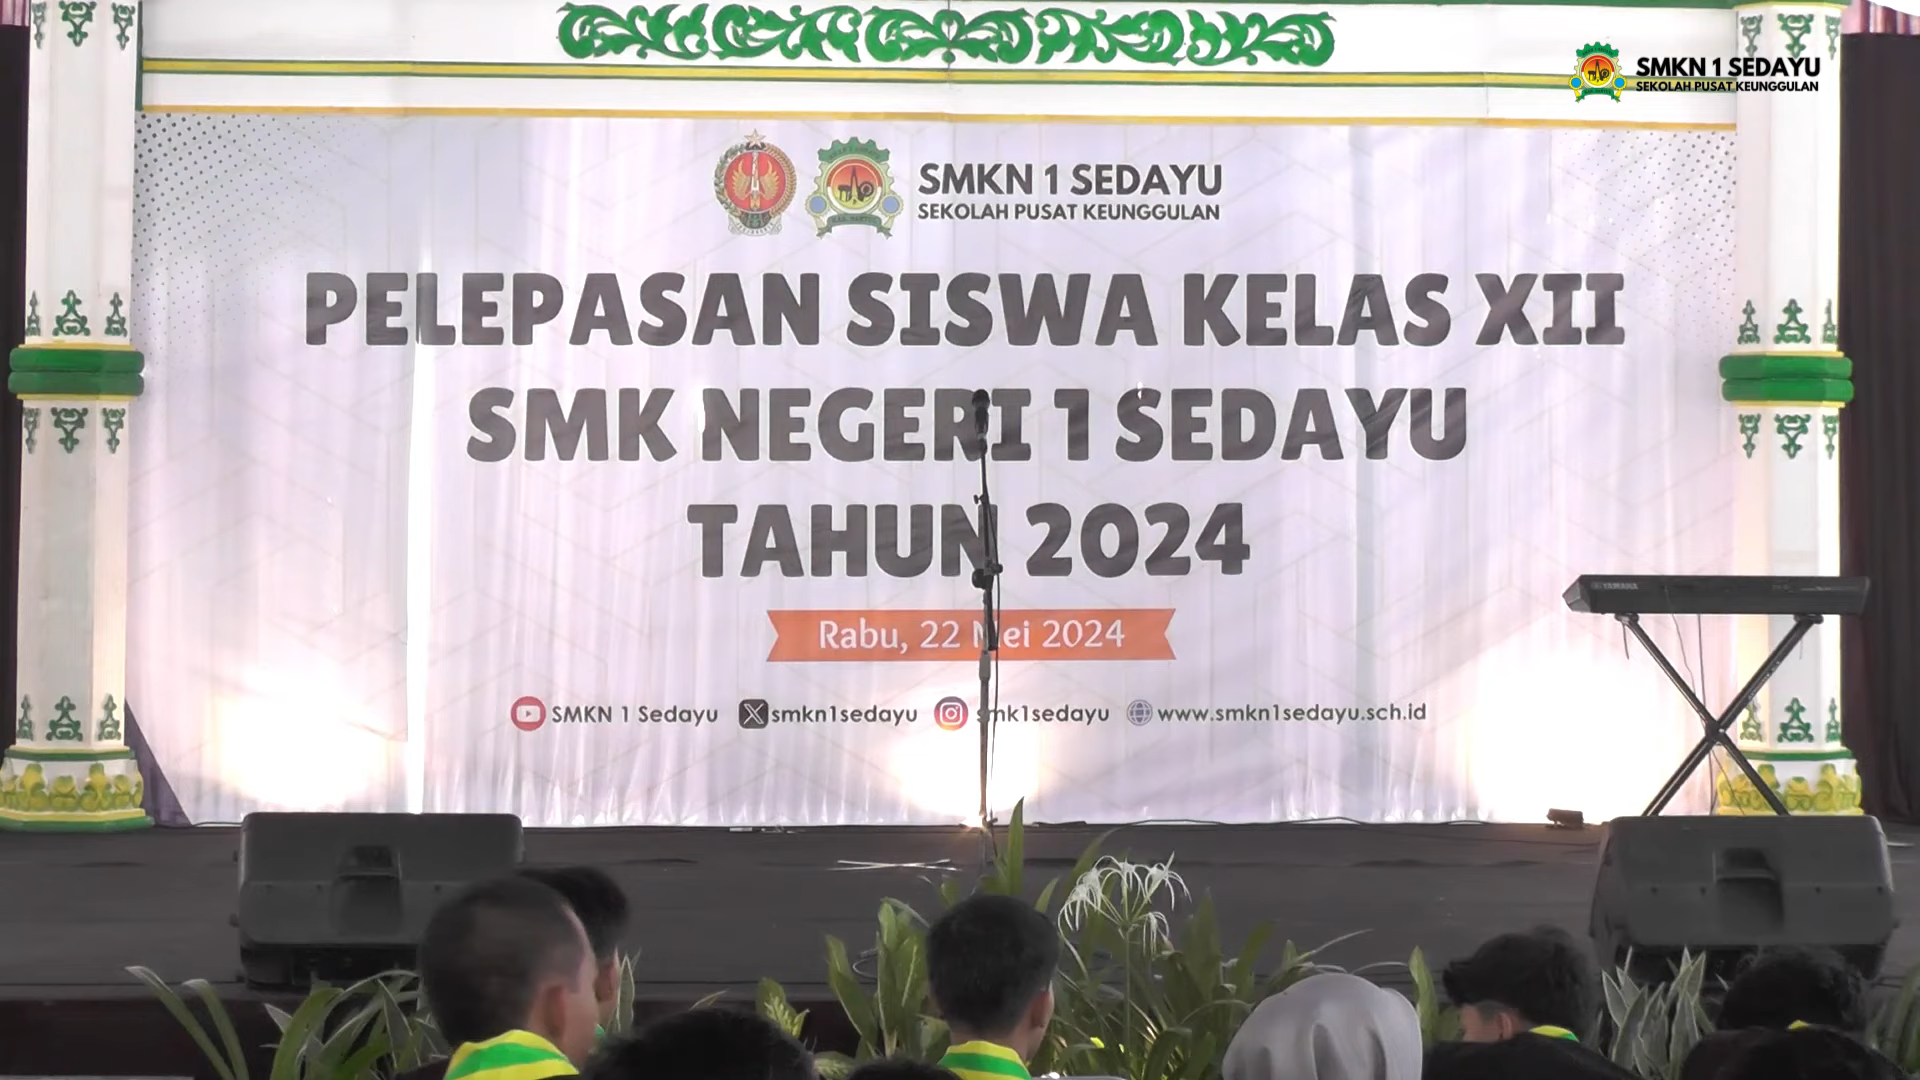 SMKN 1 SEDAYU
SEKOLAH PUSAT KEUNGGULAN
SMKN 1 SEDAYU
SEKOLAH PUSAT KEUNGGULAN
PELEPASAN SISWA KELAS XII
SMK NEGERI 1 SEDAYU
TAHUN 2024
Rabu, 22 Mei 2024
SMKN 1 Sedayu smkn1sedayu smk1sedayu www.smkn1sedayu.sch.id
YAMAHA